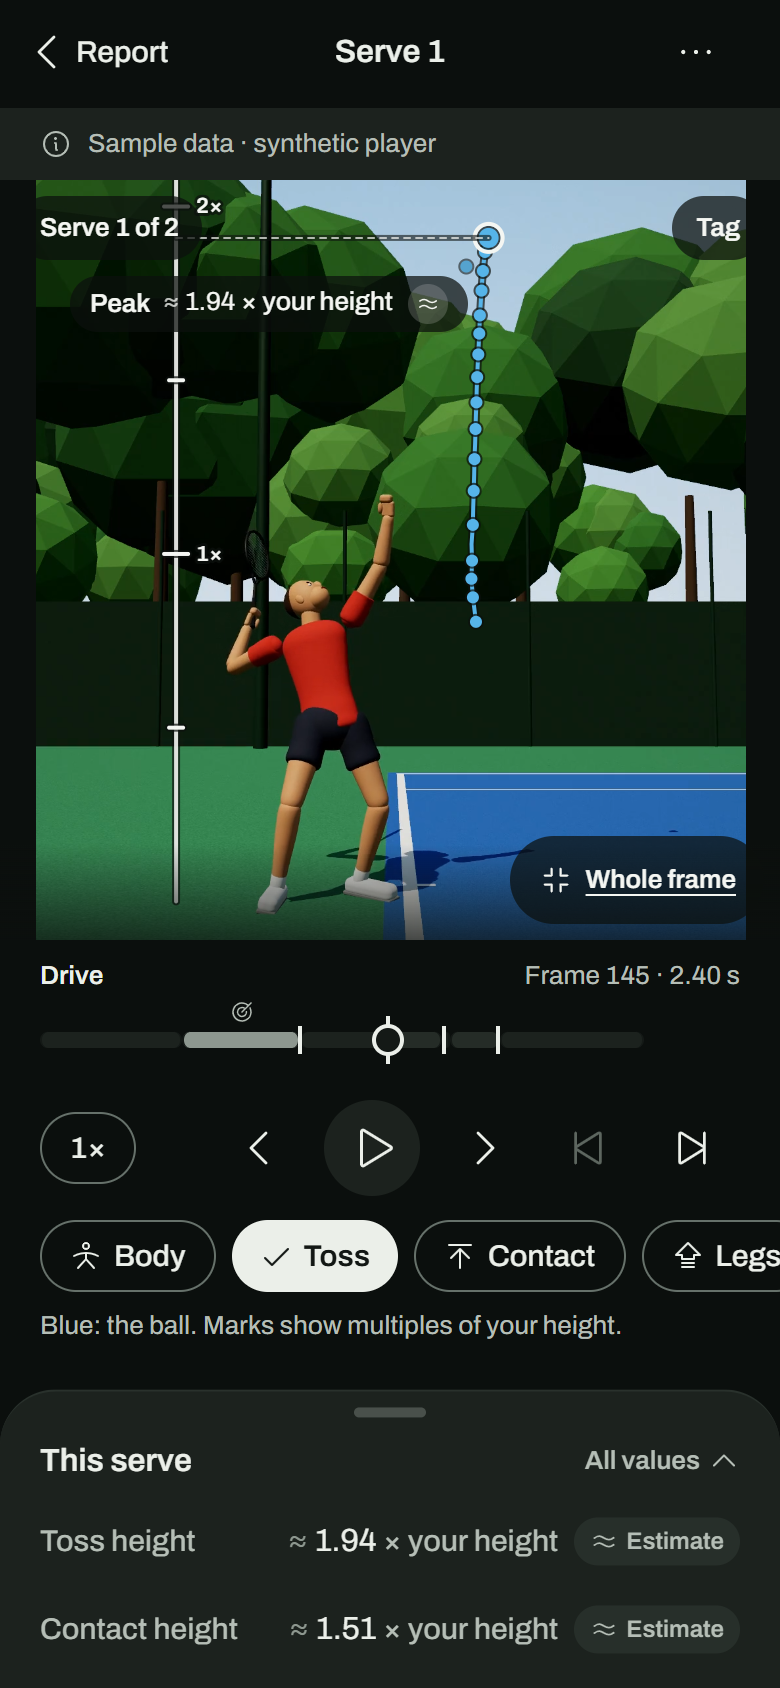 Report
Serve 1
Sample data · synthetic player
2×
Serve 1 of 2
Tag
Peak ≈ 1.94 × your height ≈
1×
Whole frame
Drive
Frame 145 · 2.40 s
1×
Body
Toss
Contact
Legs
Blue: the ball. Marks show multiples of your height.
This serve
All values
Toss height ≈ 1.94 × your height ≈ Estimate
Contact height ≈ 1.51 × your height ≈ Estimate